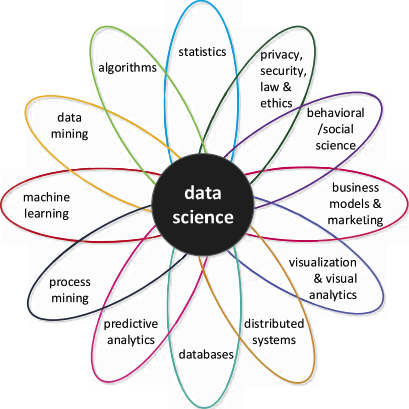 statistics
privacy,
security,
law &
ethics
behavioral
/social
science
business
models &
marketing
visualization
& visual
analytics
distributed
systems
databases
predictive
analytics
process
mining
machine
learning
data
mining
algorithms
data
science